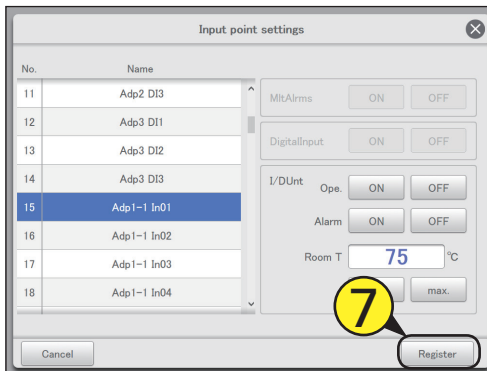 Input point settings
No. Name
11 Adp2 DI3
12 Adp3 DI1
13 Adp3 DI2
14 Adp3 DI3
15 Adp1-1 In01
16 Adp1-1 In02
17 Adp1-1 In03
18 Adp1-1 In04
MltAlrms ON OFF
DigitalInput ON OFF
I/DUnt Ope. ON OFF
Alarm ON OFF
Room T 75 °C
max.
7
Cancel Register